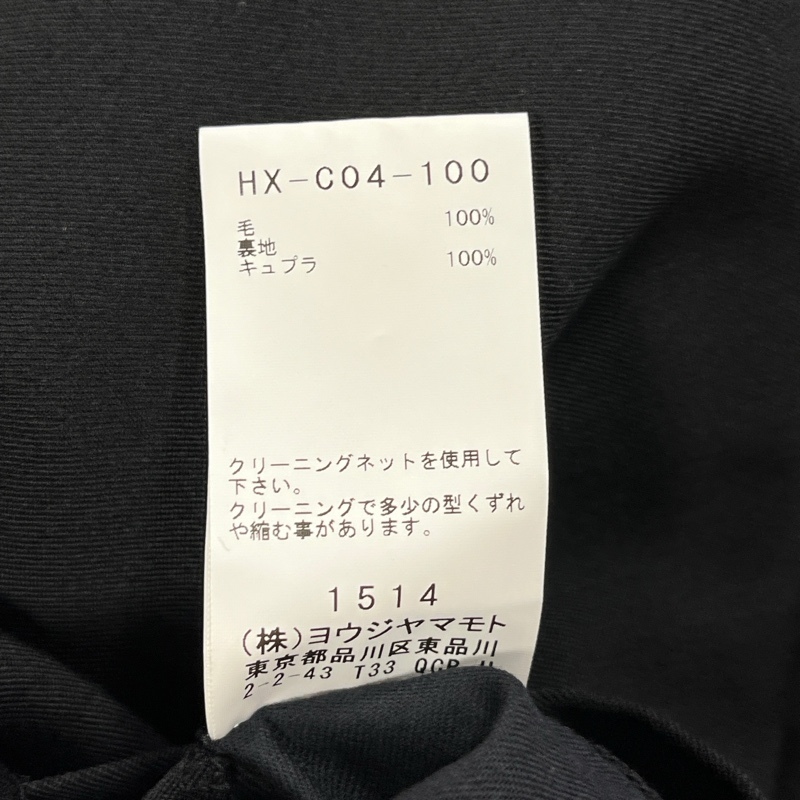 HX-C04-100
毛 100%
裏地
キュプラ 100%
クリーニングネットを使用して
下さい。
クリーニングで多少の型くずれ
や縮む事があります。
1514
(株)ヨウジヤマモト
東京都品川区東品川
2-2-43 T33